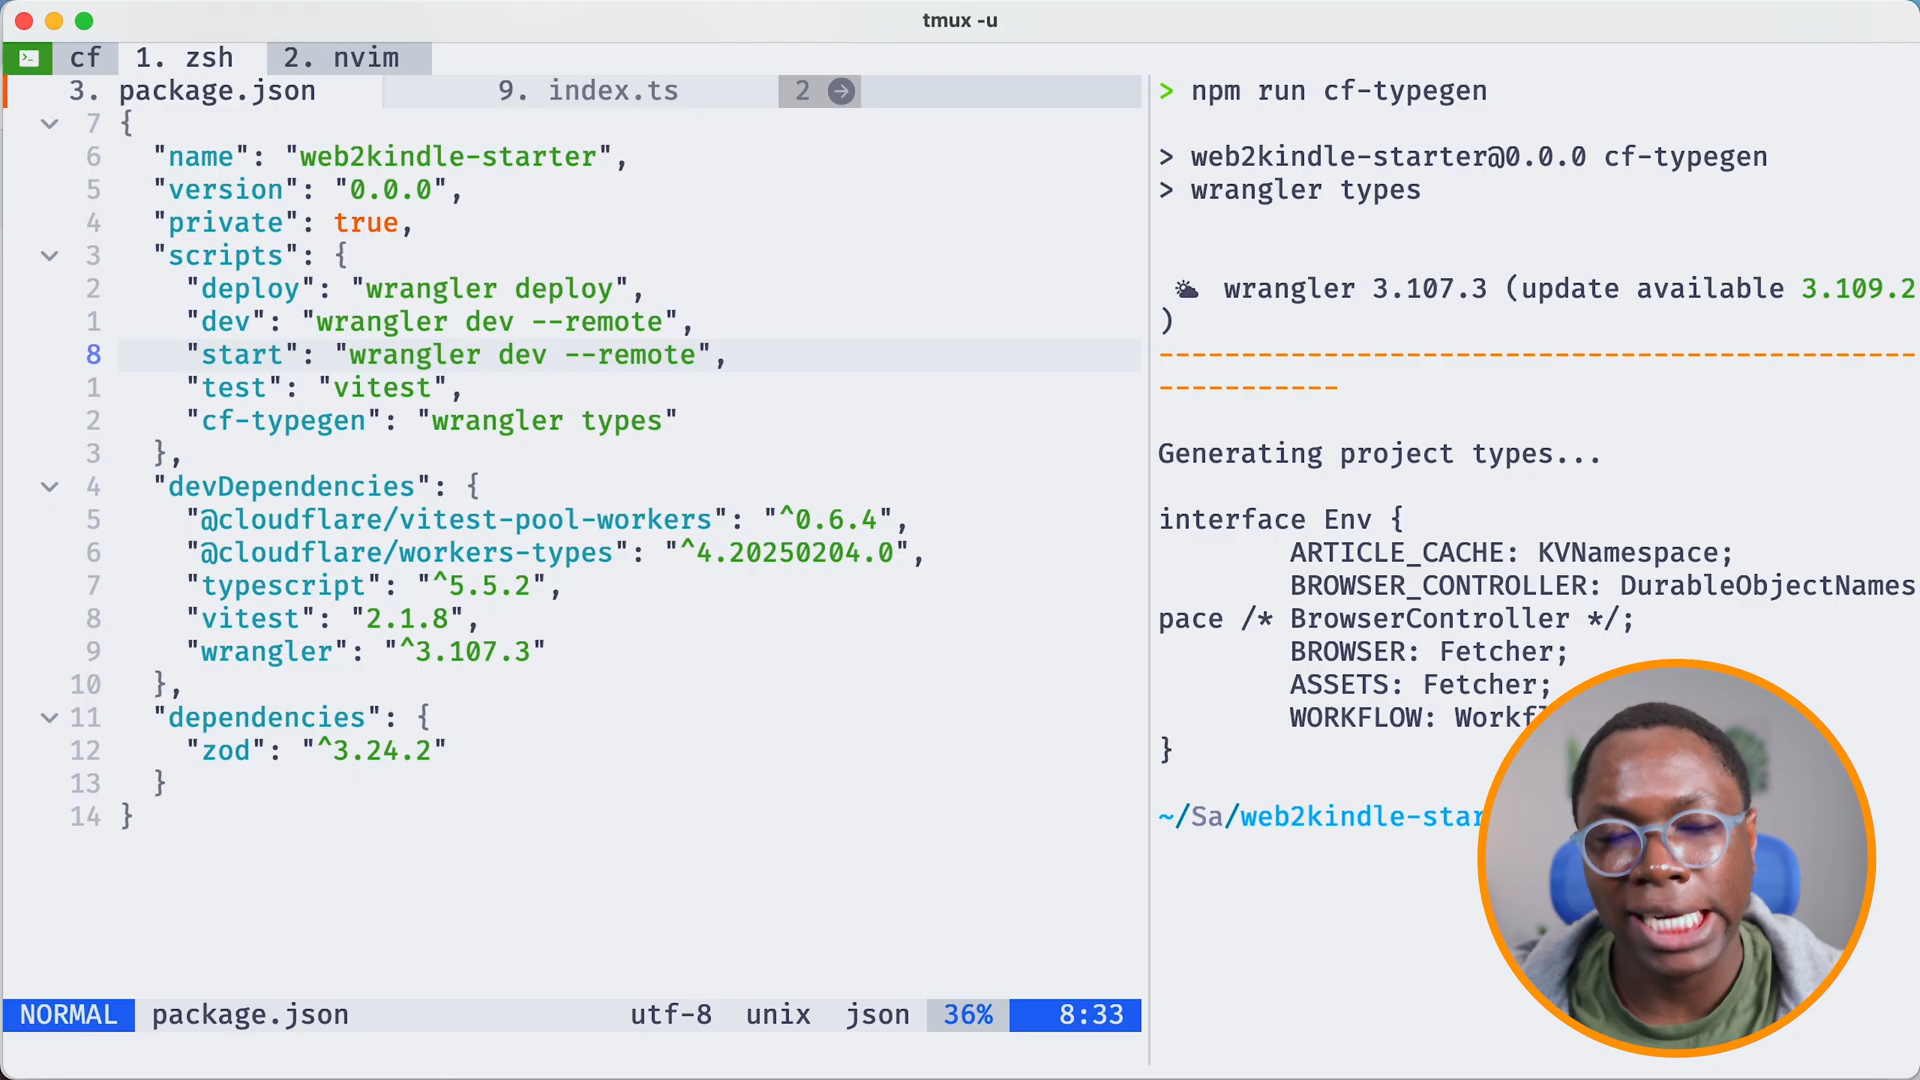 tmux -u
cf 1. zsh 2. nvim
3. package.json 9. index.ts 2
7 {
6 "name": "web2kindle-starter",
5 "version": "0.0.0",
4 "private": true,
3 "scripts": {
2 "deploy": "wrangler deploy",
1 "dev": "wrangler dev --remote",
8 "start": "wrangler dev --remote",
1 "test": "vitest",
2 "cf-typegen": "wrangler types"
3 },
4 "devDependencies": {
5 "@cloudflare/vitest-pool-workers": "^0.6.4",
6 "@cloudflare/workers-types": "^4.20250204.0",
7 "typescript": "^5.5.2",
8 "vitest": "2.1.8",
9 "wrangler": "^3.107.3"
10 },
11 "dependencies": {
12 "zod": "^3.24.2"
13 }
14 }
NORMAL package.json utf-8 unix json 36% 8:33
> npm run cf-typegen
> web2kindle-starter@0.0.0 cf-typegen
> wrangler types
wrangler 3.107.3 (update available 3.109.2
)
-----------------------------------------------
-----------
Generating project types...
interface Env {
ARTICLE_CACHE: KVNamespace;
BROWSER_CONTROLLER: DurableObjectNames
pace /* BrowserController */;
BROWSER: Fetcher;
ASSETS: Fetcher;
WORKFLOW: Workf
}
~/Sa/web2kindle-star